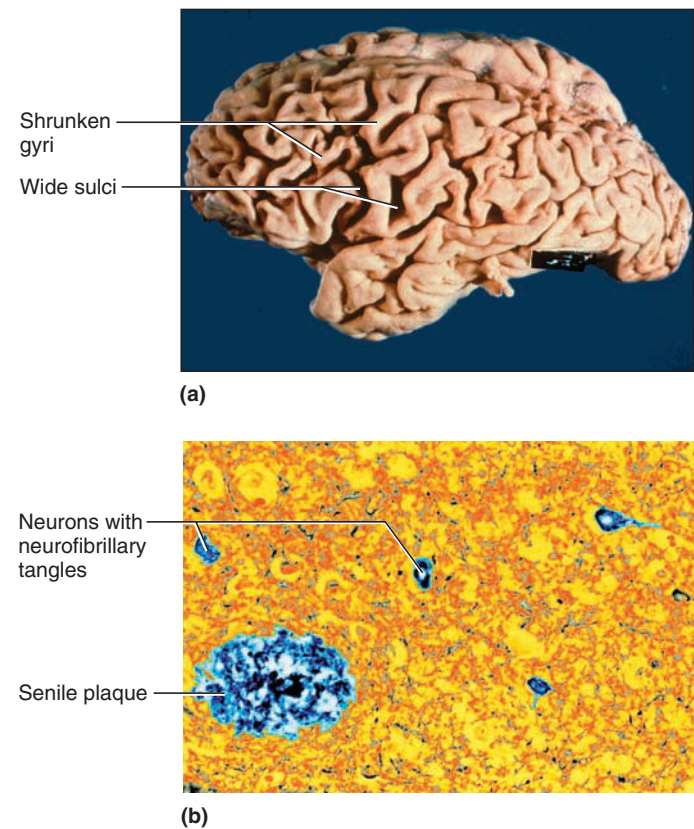 Shrunken
gyri
Wide sulci
(a)
Neurons with
neurofibrillary
tangles
Senile plaque
(b)